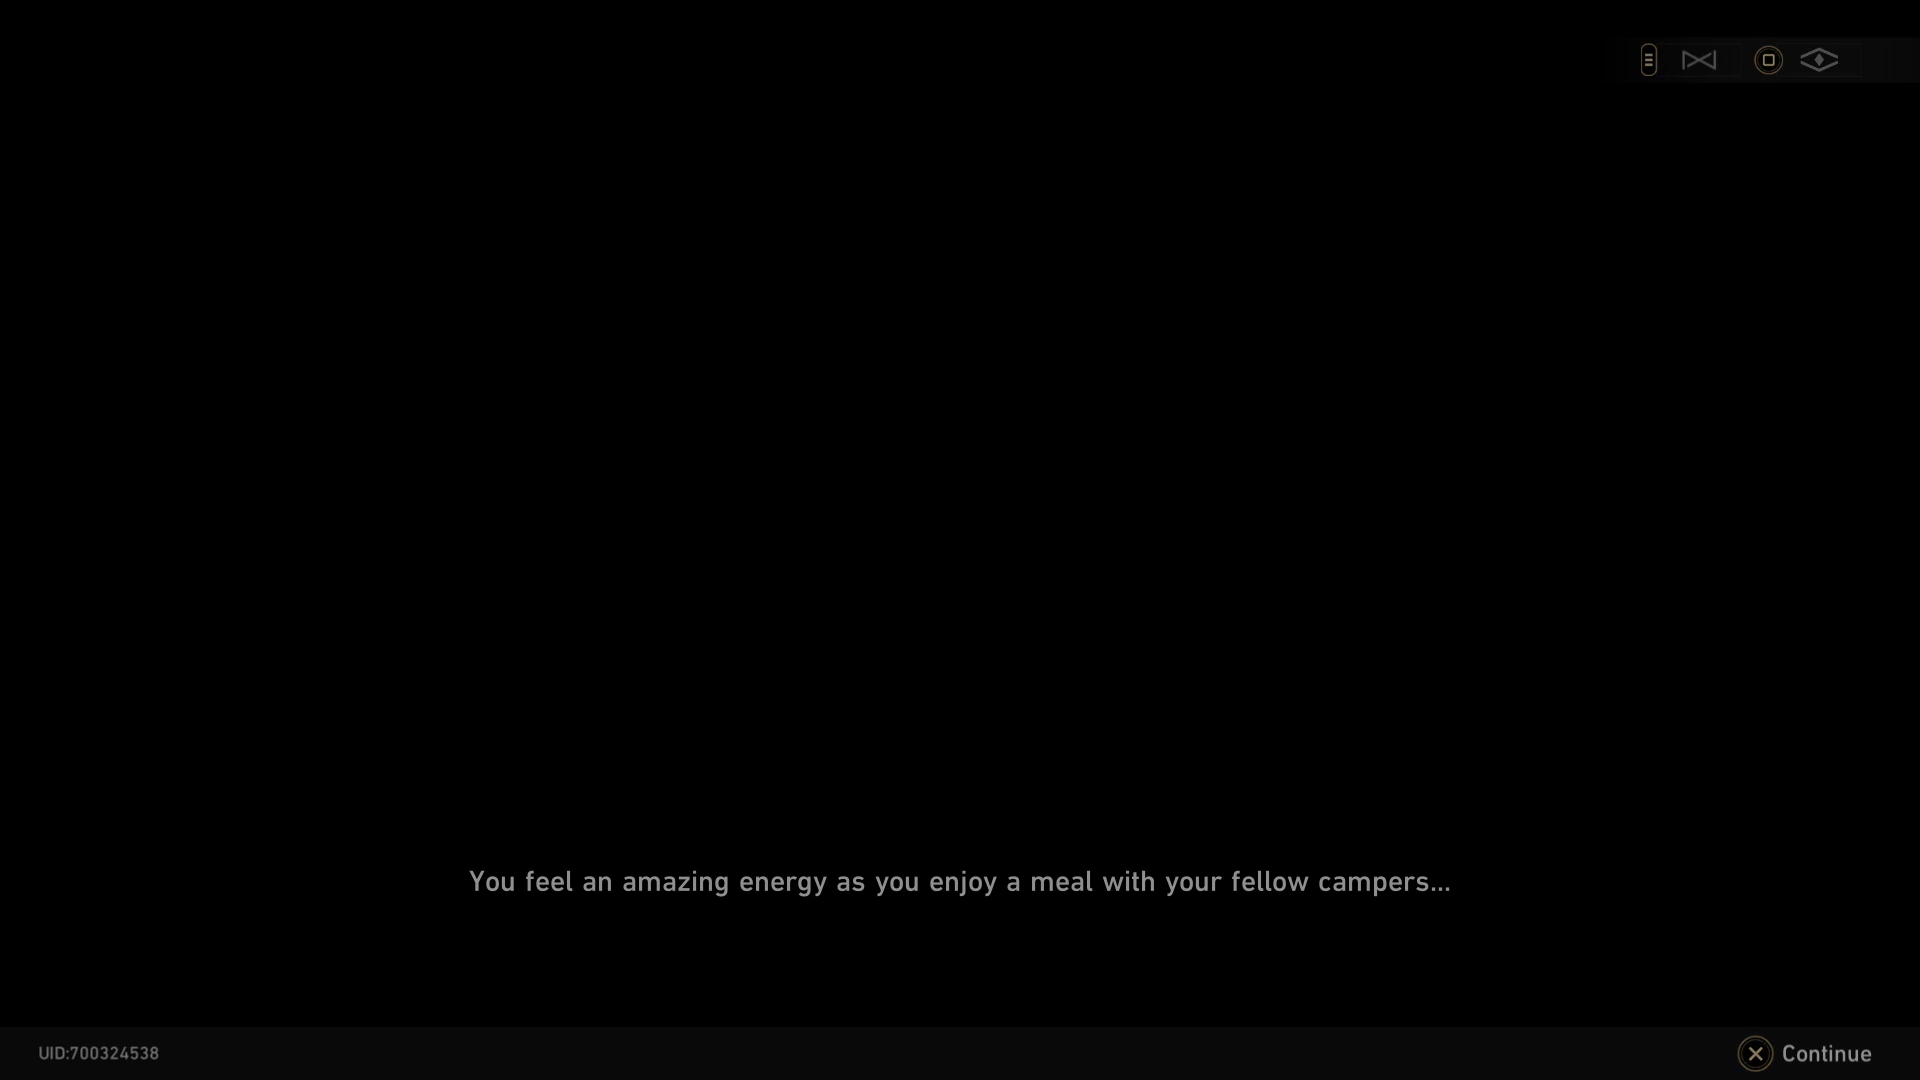 You feel an amazing energy as you enjoy a meal with your fellow campers...
UID:700324538
Continue